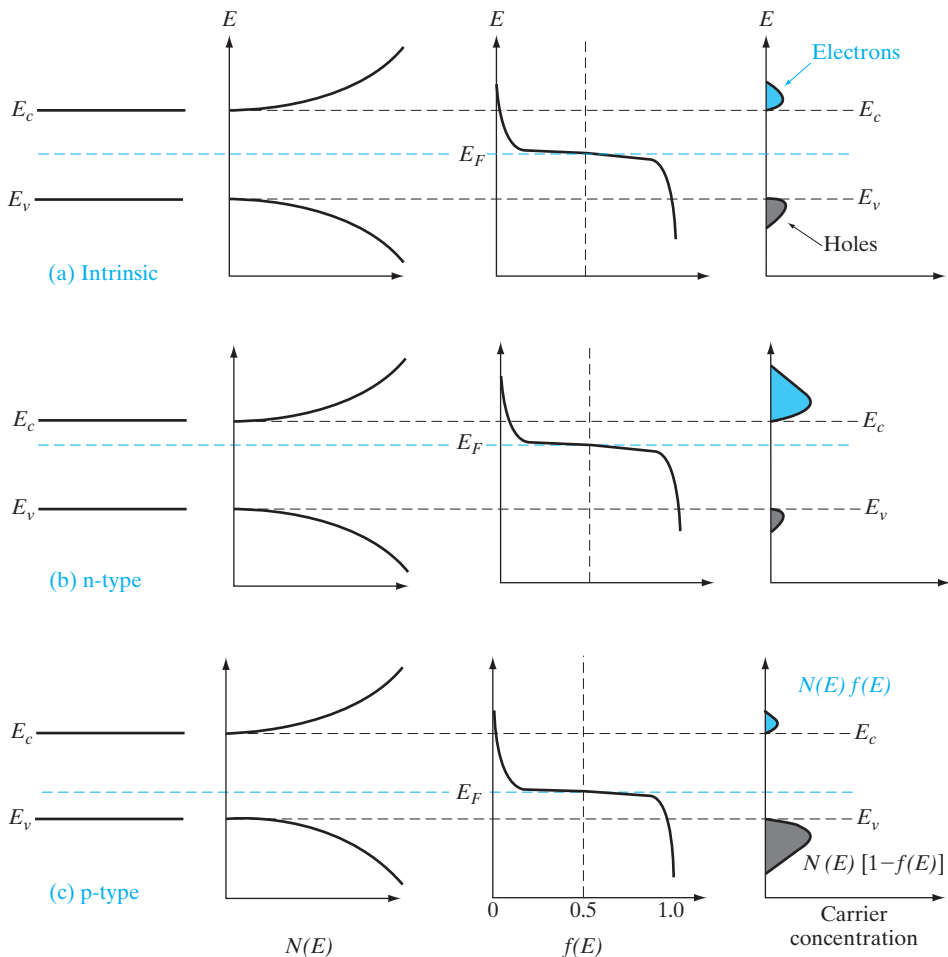 E E E
Electrons
E_c E_c
E_F
E_v E_v
Holes
(a) Intrinsic
E_c E_c
E_F
E_v E_v
(b) n-type
N(E) f(E)
E_c E_c
E_F
E_v E_v
N(E) [1−f(E)]
(c) p-type
0 0.5 1.0
Carrier
concentration
N(E) f(E)